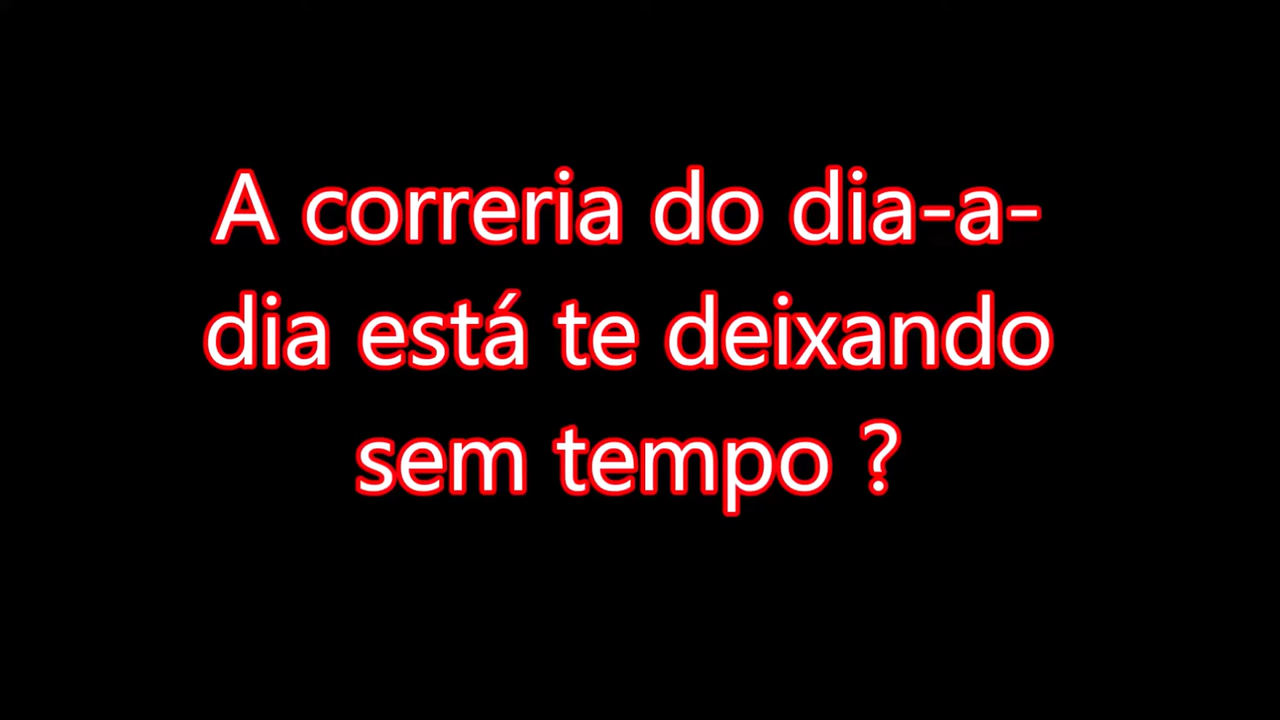 A correria do dia-a-
dia está te deixando
sem tempo ?